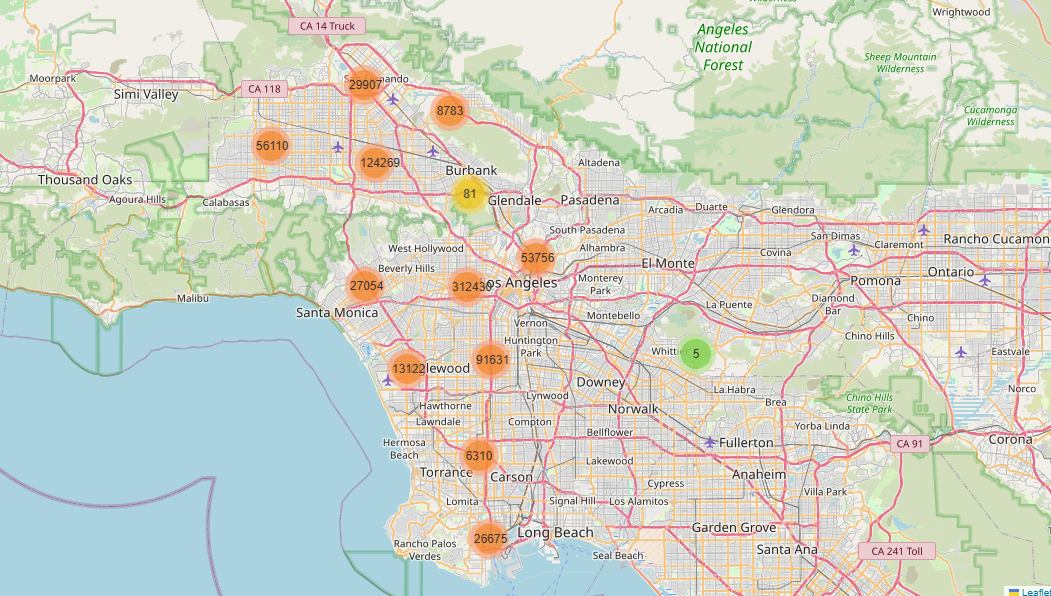 Wrightwood
CA 14 Truck
Angeles
National
Forest
Sheep Mountain
Wilderness
Moorpark
29907
CA 118
Simi Valley
8783
Cucamonga
Wilderness
56110
124269
Burbank
Altadena
Thousand Oaks
81
Agoura Hills
Calabasas
Glendale
Pasadena
Arcadia
Duarte
Glendora
South Pasadena
San Dimas
Claremont
Rancho Cucamon
West Hollywood
53756
Alhambra
Covina
Beverly Hills
El Monte
Ontario
27054
312430
os Angeles
Monterey
Park
Pomona
Malibu
La Puente
Diamond
Bar
Santa Monica
Montebello
Chino
Vernon
Huntington
Park
Chino Hills
Whitti
5
Eastvale
91631
13122
lewood
Downey
La Habra
Norco
Lynwood
Brea
Chino Hills
State Park
Hawthorne
Norwalk
Lawndale
Compton
Yorba Linda
Bellflower
Hermosa
Beach
Fullerton
CA 91
Corona
6310
Lakewood
Torrance
Carson
Anaheim
Cypress
Villa Park
Lomita
Signal Hill
Los Alamitos
Garden Grove
26675
Long Beach
Rancho Palos
Verdes
Seal Beach
Santa Ana
CA 241 Toll
Leaflet